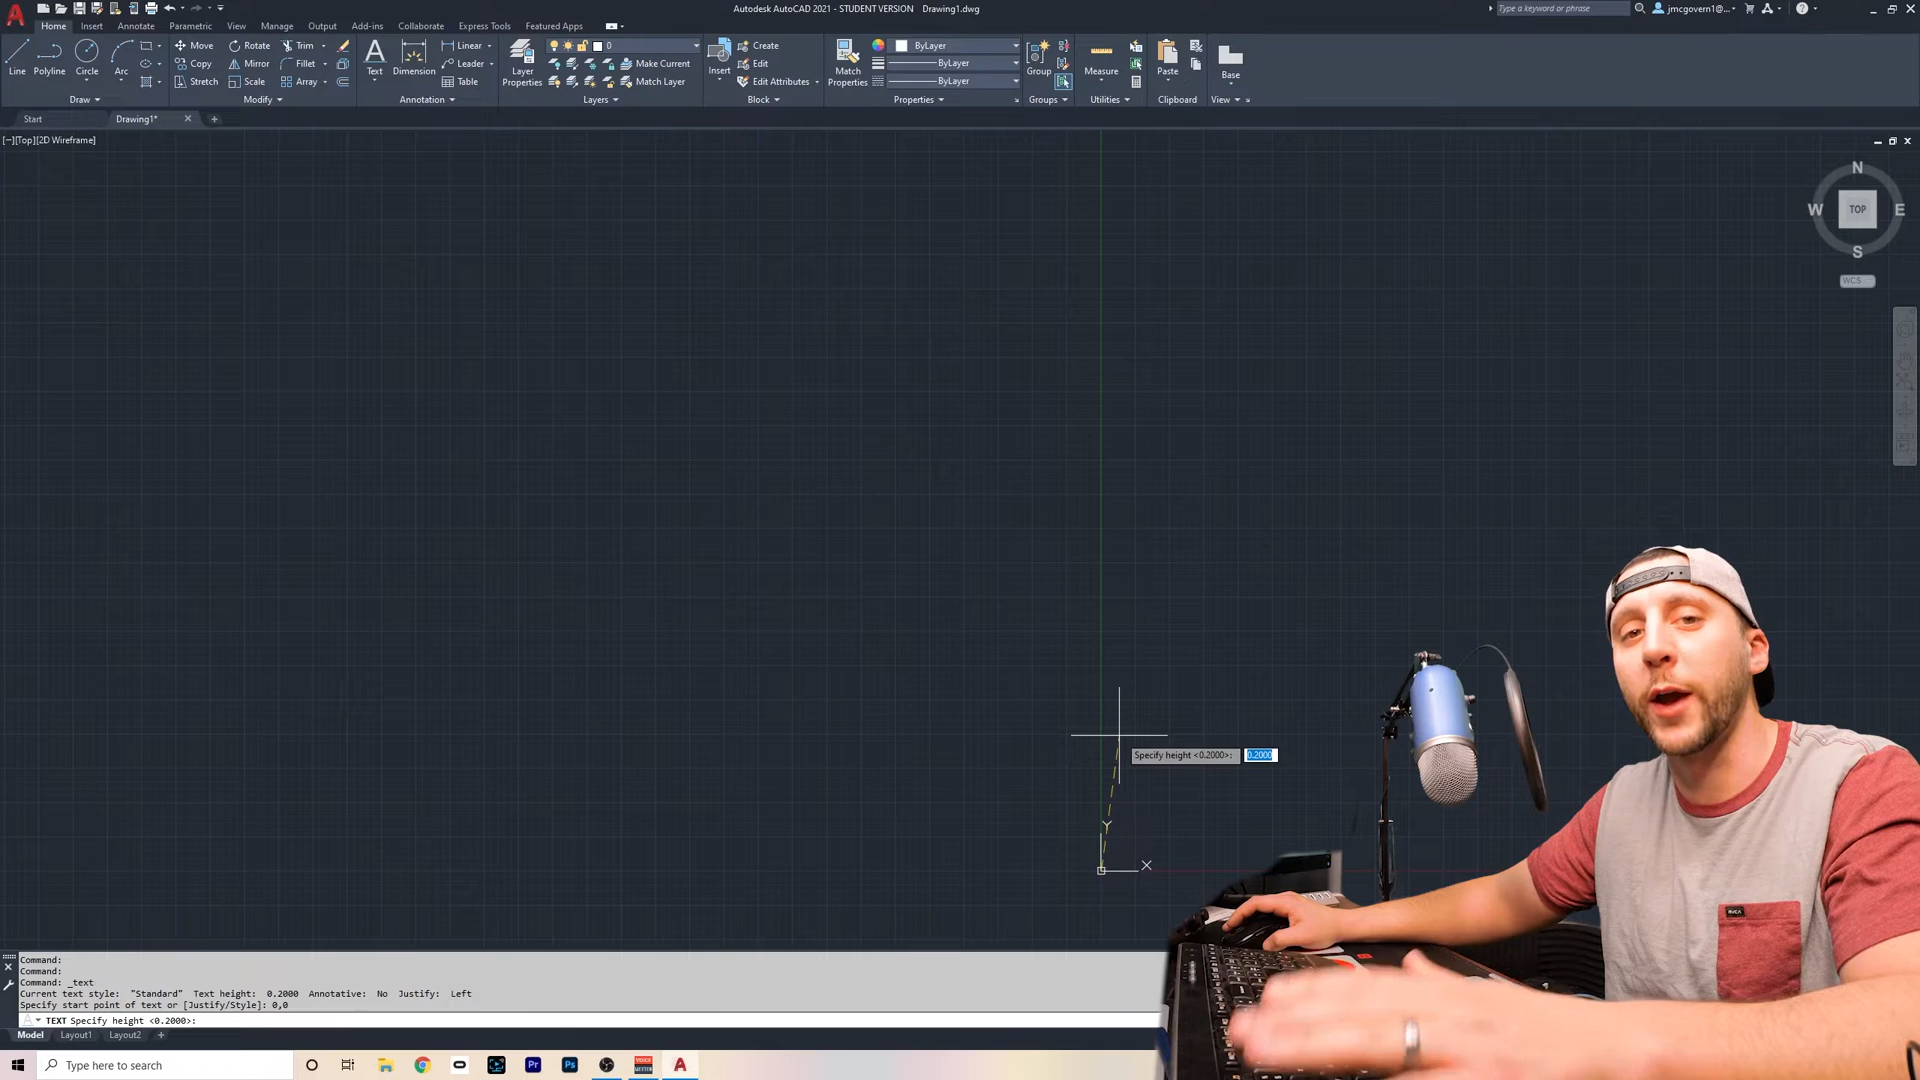 Autodesk AutoCAD 2021 - STUDENT VERSION Drawing1.dwg
Type a keyword or phrase
jmcgovern1@...
Home Insert Annotate Parametric View Manage Output Add-ins Collaborate Express Tools Featured Apps
Line Polyline Circle Arc
Move Rotate Trim
Copy Mirror Fillet
Stretch Scale Array
Text Dimension
Linear
Leader
Table
Layer Properties
0
Make Current
Match Layer
Insert
Create
Edit
Edit Attributes
Match Properties
ByLayer
ByLayer
ByLayer
Group
Measure
Paste
Base
Draw Modify Annotation Layers Block Properties Groups Utilities Clipboard View
Start Drawing1*
[−][Top][2D Wireframe]
N
W TOP E
S
WCS
Specify height <0.2000>: 0.2000
Y
X
RVCA
Command:
Command:
Command: _text
Current text style: "Standard" Text height: 0.2000 Annotative: No Justify: Left
Specify start point of text or [Justify/Style]: 0,0
TEXT Specify height <0.2000>:
Model Layout1 Layout2 +
Type here to search
Pr
Ps